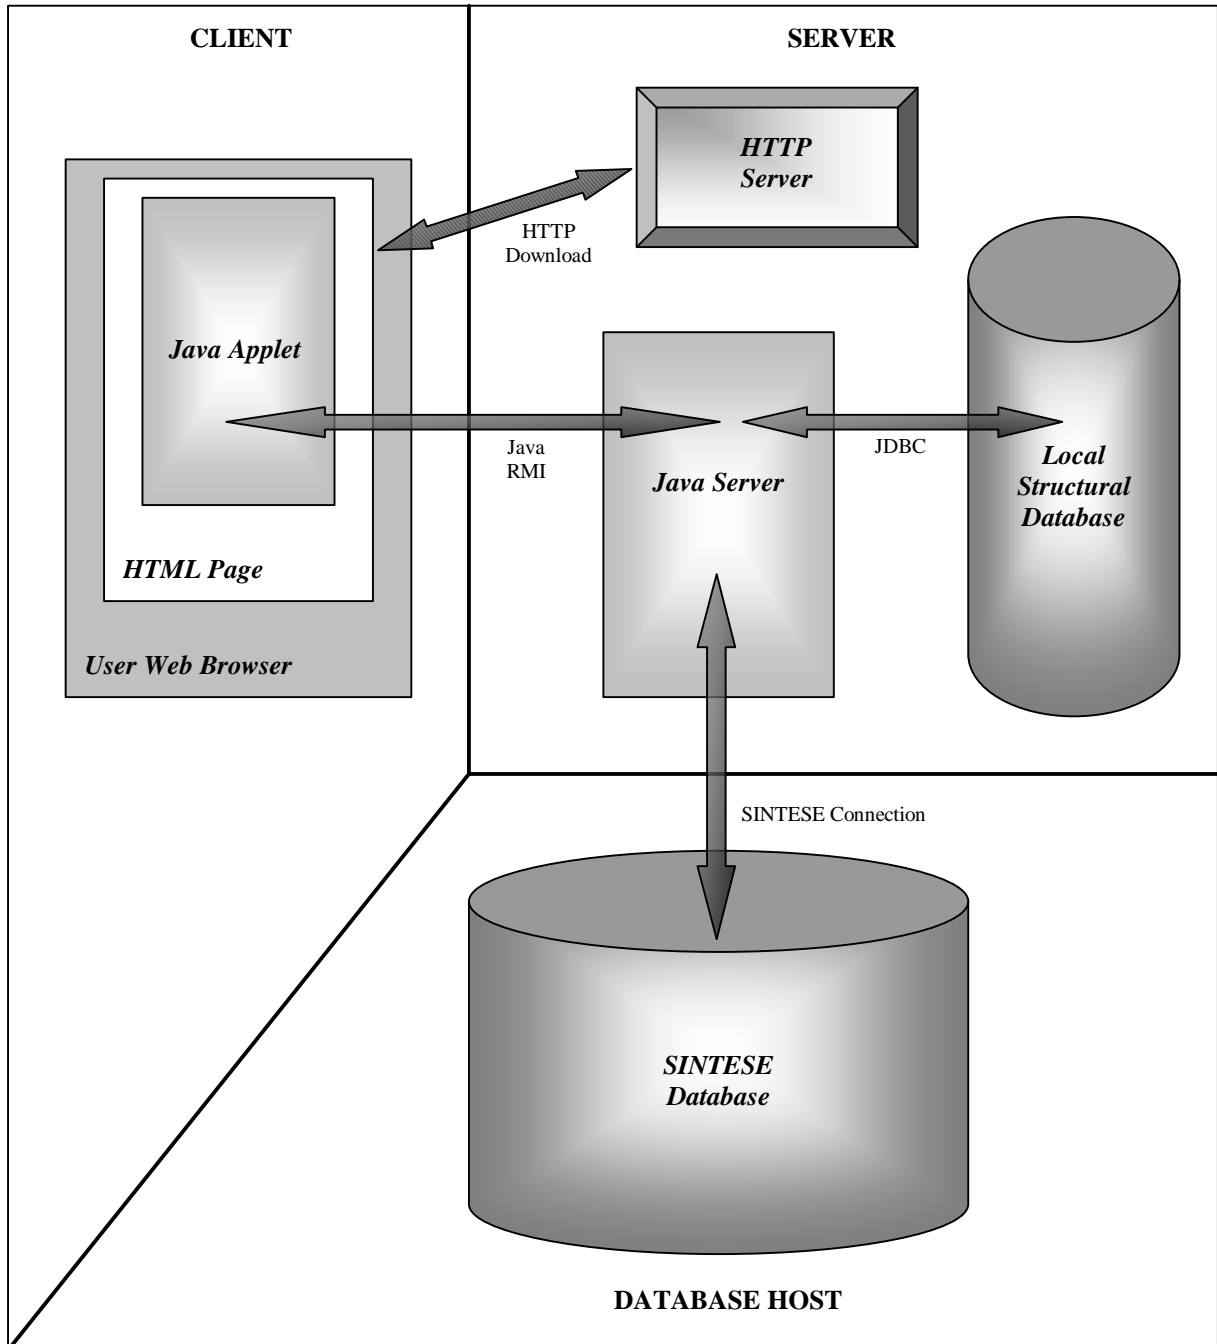 CLIENT
SERVER
HTTP
Server
HTTP
Download
Java Applet
Java
RMI
Java Server
JDBC
Local
Structural
Database
HTML Page
User Web Browser
SINTESE Connection
SINTESE
Database
DATABASE HOST